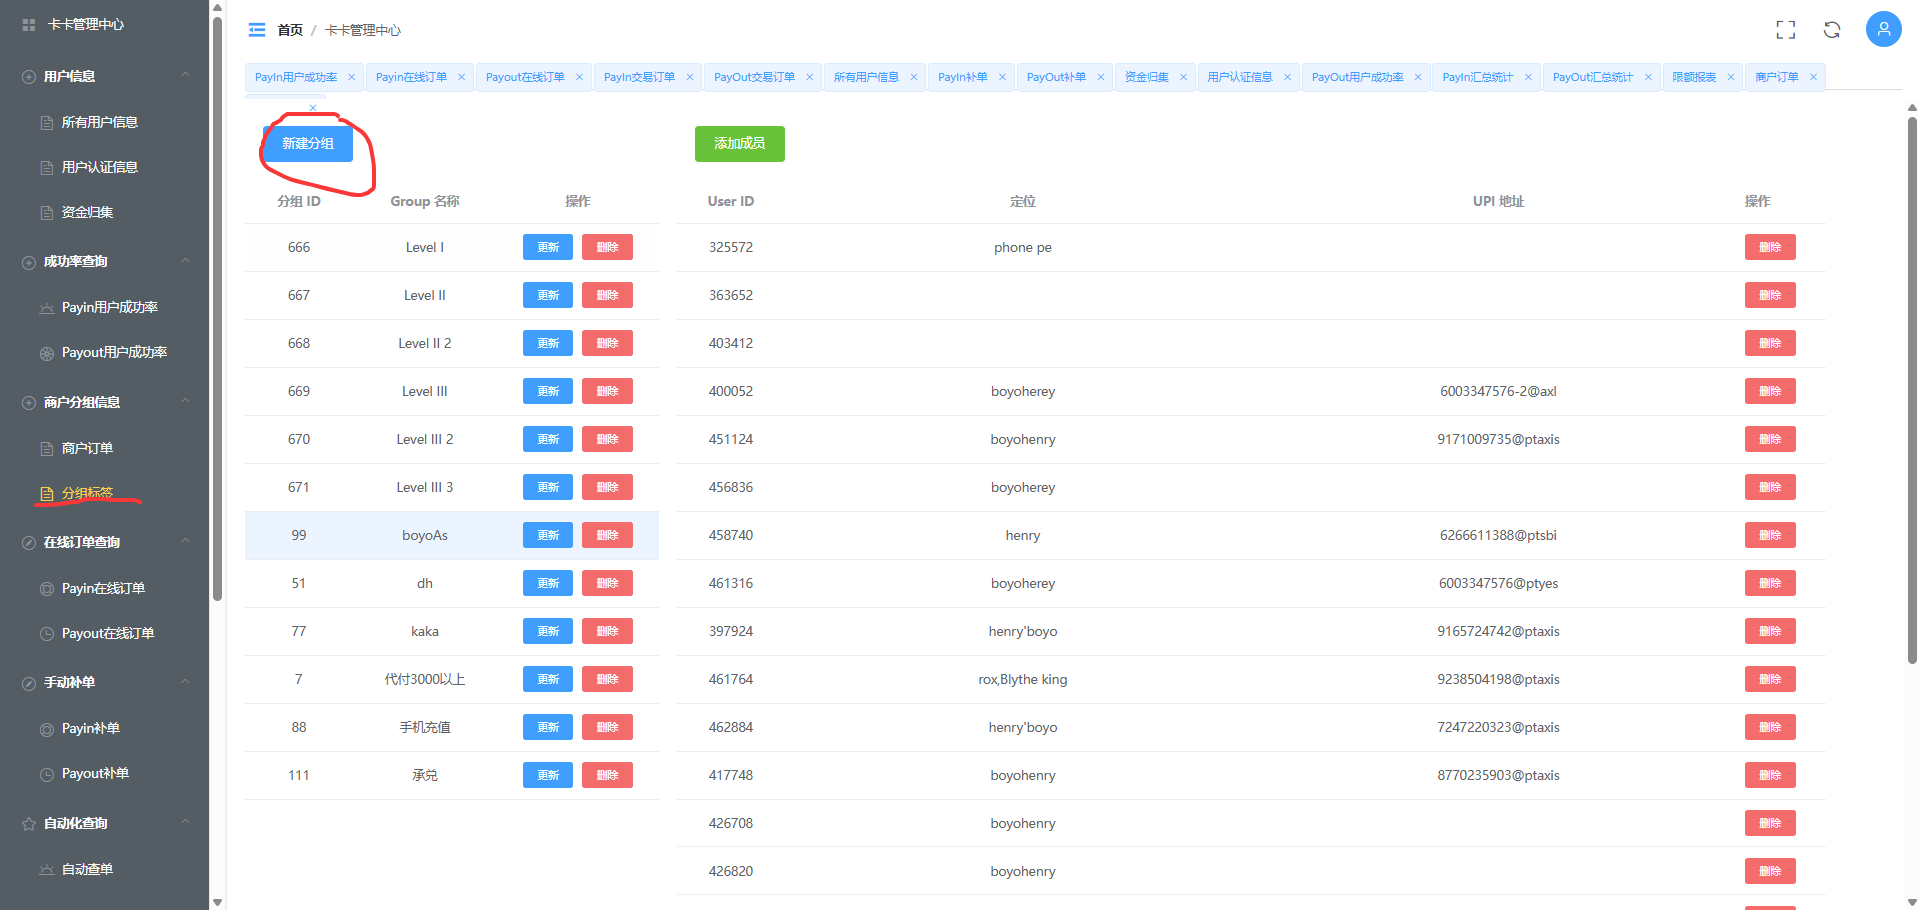 卡卡管理中心
用户信息
所有用户信息
用户认证信息
资金归集
成功率查询
Payin用户成功率
Payout用户成功率
商户分组信息
商户订单
分组标签
在线订单查询
Payin在线订单
Payout在线订单
手动补单
Payin补单
Payout补单
自动化查询
自动查单
首页 / 卡卡管理中心
PayIn用户成功率 Payin在线订单 Payout在线订单 PayIn交易订单 PayOut交易订单 所有用户信息 PayIn补单 PayOut补单 资金归集 用户认证信息 PayOut用户成功率 PayIn汇总统计 PayOut汇总统计 限额报表 商户订单
新建分组
分组 ID Group 名称 操作
666 Level I 更新 删除
667 Level II 更新 删除
668 Level II 2 更新 删除
669 Level III 更新 删除
670 Level III 2 更新 删除
671 Level III 3 更新 删除
99 boyoAs 更新 删除
51 dh 更新 删除
77 kaka 更新 删除
7 代付3000以上 更新 删除
88 手机充值 更新 删除
111 承兑 更新 删除
添加成员
User ID 定位 UPI 地址 操作
325572 phone pe 删除
363652 删除
403412 删除
400052 boyoherey 6003347576-2@axl 删除
451124 boyohenry 9171009735@ptaxis 删除
456836 boyoherey 删除
458740 henry 6266611388@ptsbi 删除
461316 boyoherey 6003347576@ptyes 删除
397924 henry'boyo 9165724742@ptaxis 删除
461764 rox,Blythe king 9238504198@ptaxis 删除
462884 henry'boyo 7247220323@ptaxis 删除
417748 boyohenry 8770235903@ptaxis 删除
426708 boyohenry 删除
426820 boyohenry 删除